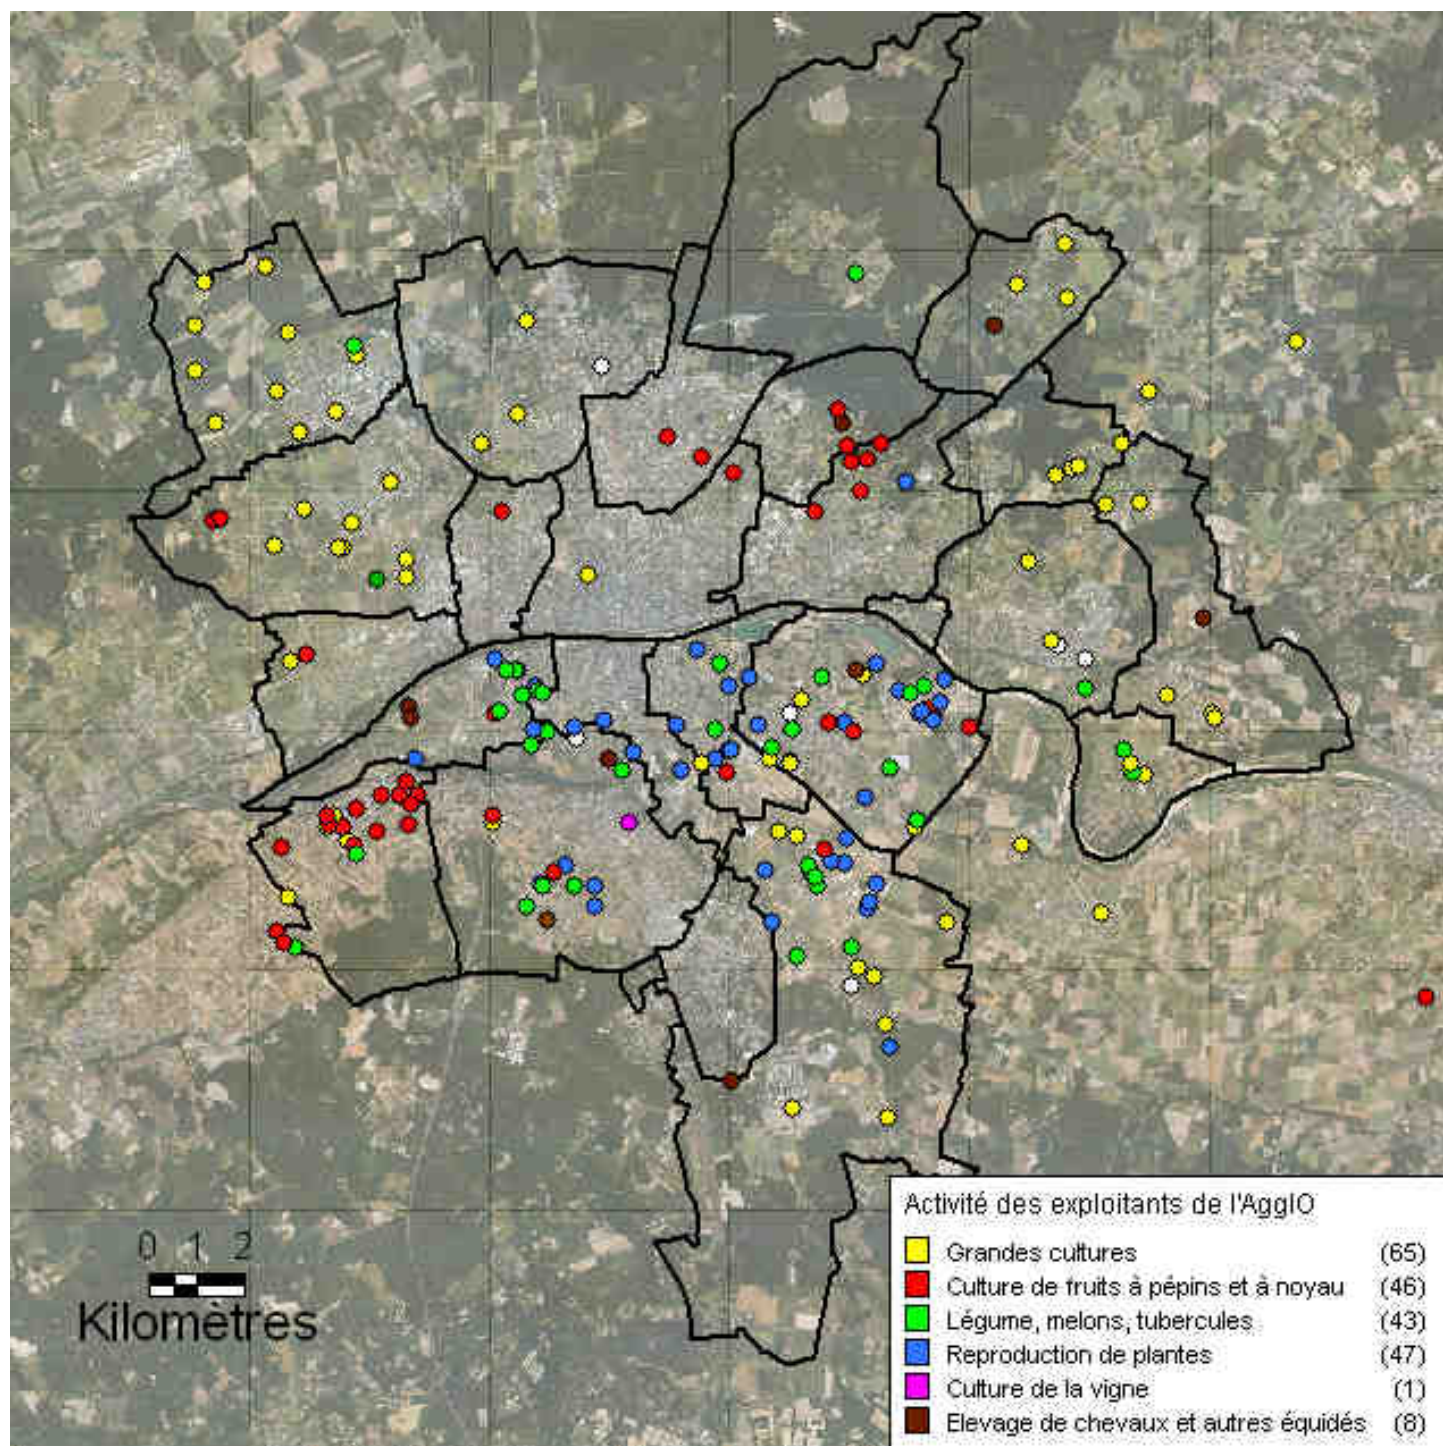 Activité des exploitants de l'AggIO
Grandes cultures (65)
Culture de fruits à pépins et à noyau (46)
Légume, melons, tubercules (43)
Reproduction de plantes (47)
Culture de la vigne (1)
Elevage de chevaux et autres équidés (8)
0 1 2
Kilomètres